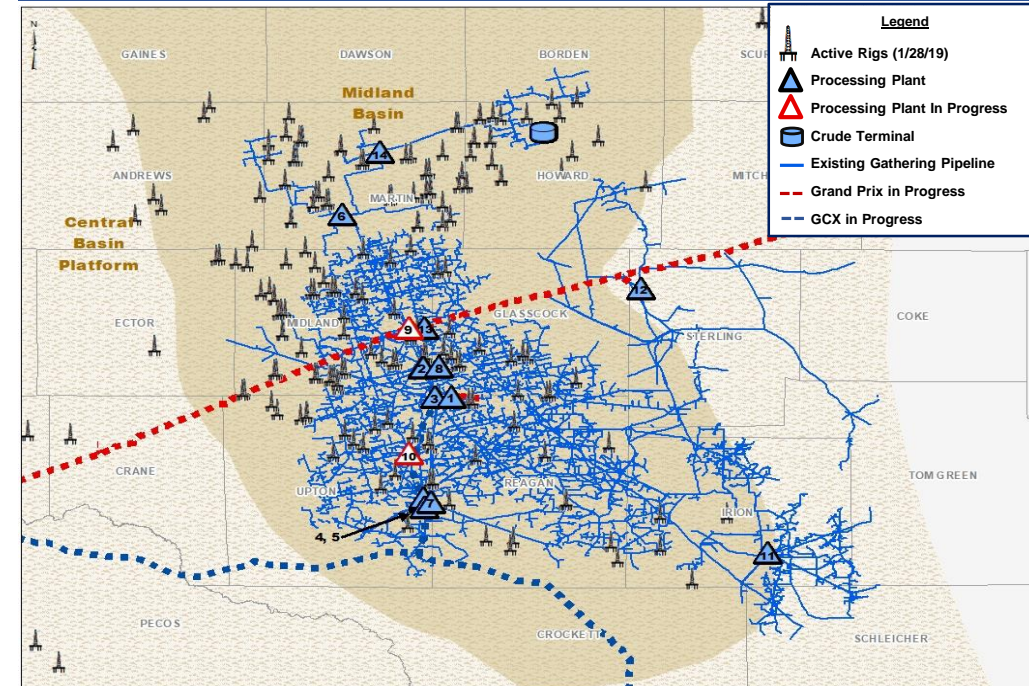 N
GAINES
DAWSON
BORDEN
Legend
Active Rigs (1/28/19)
Processing Plant
Processing Plant In Progress
Crude Terminal
Existing Gathering Pipeline
Grand Prix in Progress
GCX in Progress
SCUR
Midland
Basin
14
ANDREWS
MARTIN
HOWARD
MITCH
6
Central
Basin
Platform
12
ECTOR
MIDLAND
9
13
GLASSCOCK
STERLING
COKE
2
8
3
1
10
CRANE
UPTON
REAGAN
IRION
TOM GREEN
7
4, 5
11
PECOS
CROCKETT
SCHLEICHER